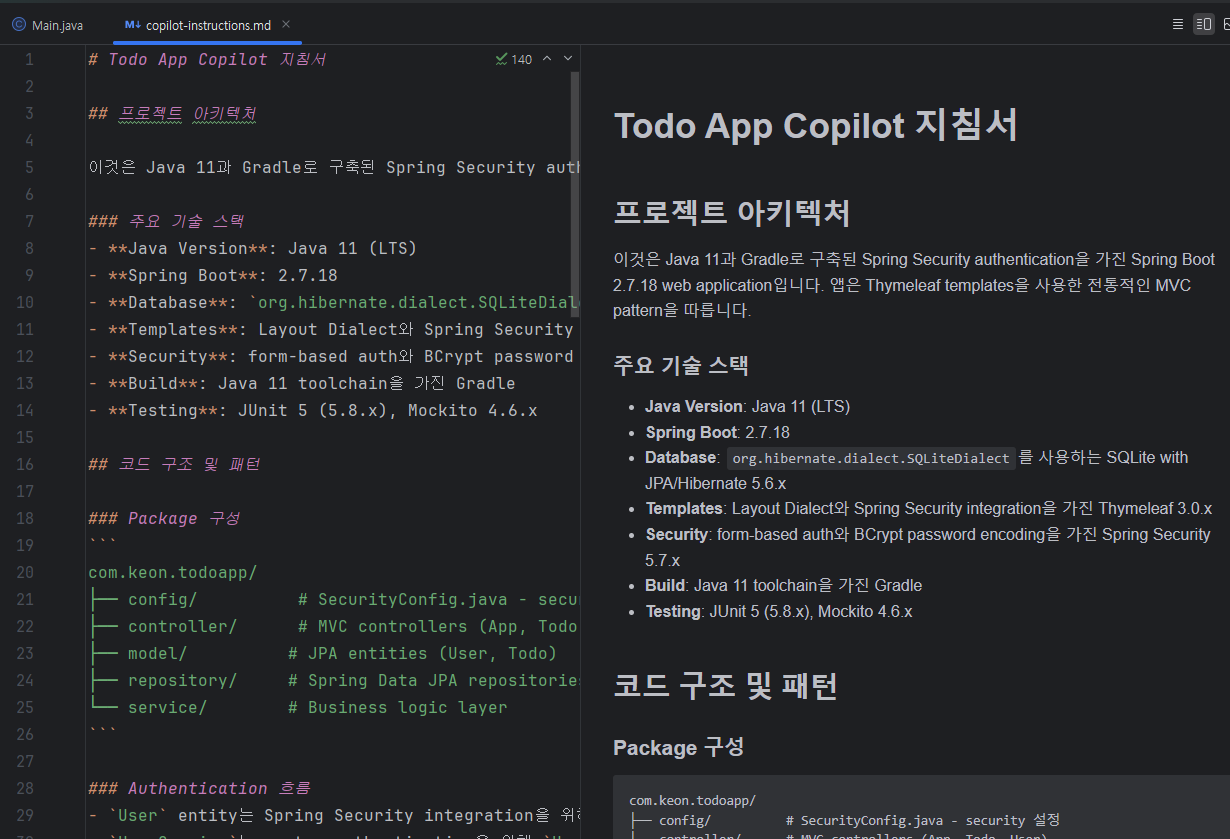 Main.java
M↓ copilot-instructions.md
140
1 # Todo App Copilot 지침서
2
3 ## 프로젝트 아키텍처
4
5 이것은 Java 11과 Gradle로 구축된 Spring Security auth
6
7 ### 주요 기술 스택
8 - **Java Version**: Java 11 (LTS)
9 - **Spring Boot**: 2.7.18
10 - **Database**: `org.hibernate.dialect.SQLiteDial
11 - **Templates**: Layout Dialect와 Spring Security
12 - **Security**: form-based auth와 BCrypt password
13 - **Build**: Java 11 toolchain을 가진 Gradle
14 - **Testing**: JUnit 5 (5.8.x), Mockito 4.6.x
15
16 ## 코드 구조 및 패턴
17
18 ### Package 구성
19 ```
20 com.keon.todoapp/
21 ├── config/ # SecurityConfig.java - secu
22 ├── controller/ # MVC controllers (App, Todo
23 ├── model/ # JPA entities (User, Todo)
24 ├── repository/ # Spring Data JPA repositories
25 └── service/ # Business logic layer
26 ```
27
28 ### Authentication 흐름
29 - `User` entity는 Spring Security integration을 위해
Todo App Copilot 지침서
프로젝트 아키텍처
이것은 Java 11과 Gradle로 구축된 Spring Security authentication을 가진 Spring Boot
2.7.18 web application입니다. 앱은 Thymeleaf templates을 사용한 전통적인 MVC
pattern을 따릅니다.
주요 기술 스택
• Java Version: Java 11 (LTS)
• Spring Boot: 2.7.18
• Database: org.hibernate.dialect.SQLiteDialect 를 사용하는 SQLite with
JPA/Hibernate 5.6.x
• Templates: Layout Dialect와 Spring Security integration을 가진 Thymeleaf 3.0.x
• Security: form-based auth와 BCrypt password encoding을 가진 Spring Security
5.7.x
• Build: Java 11 toolchain을 가진 Gradle
• Testing: JUnit 5 (5.8.x), Mockito 4.6.x
코드 구조 및 패턴
Package 구성
com.keon.todoapp/
├── config/ # SecurityConfig.java - security 설정
├── controller/ # MVC controllers (App, Todo, User)